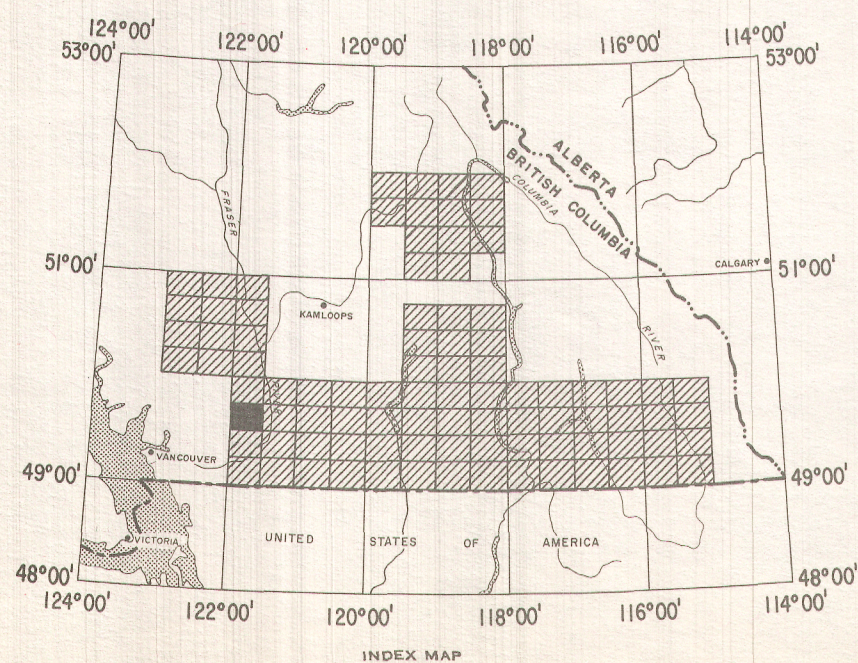 124°00'
122°00'
120°00'
118°00'
116°00'
114°00'
53°00'
53°00'
ALBERTA
BRITISH COLUMBIA
COLUMBIA
FRASER
51°00'
CALGARY
51°00'
KAMLOOPS
RIVER
RIVER
VANCOUVER
49°00'
49°00'
VICTORIA
UNITED STATES OF AMERICA
48°00'
48°00'
124°00'
122°00'
120°00'
118°00'
116°00'
114°00'
INDEX MAP